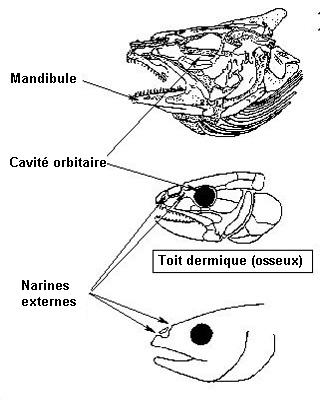 Mandibule
Cavité orbitaire
Toit dermique (osseux)
Narines
externes